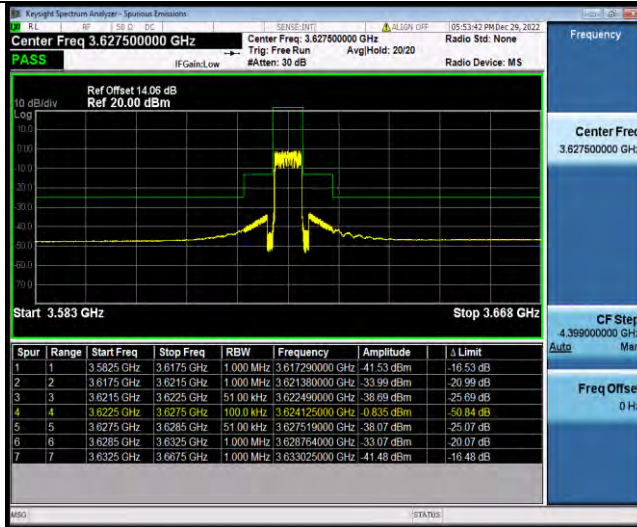 Keysight Spectrum Analyzer - Spurious Emissions
RL RF 50 Ω DC SENSE:INT ALIGN OFF 05:53:42 PM Dec 29, 2022
Center Freq 3.627500000 GHz
Center Freq: 3.627500000 GHz
Radio Std: None
Trig: Free Run Avg|Hold: 20/20
PASS
IFGain:Low
#Atten: 30 dB
Radio Device: MS
Ref Offset 14.06 dB
10 dB/div Ref 20.00 dBm
Log
10.0
0.00
-10.0
-20.0
-30.0
-40.0
-50.0
-60.0
-70.0
Start 3.583 GHz Stop 3.668 GHz
Spur Range Start Freq Stop Freq RBW Frequency Amplitude Δ Limit
1 1 3.5825 GHz 3.6175 GHz 1.000 MHz 3.617290000 GHz -41.53 dBm -16.53 dB
2 2 3.6175 GHz 3.6215 GHz 1.000 MHz 3.621380000 GHz -33.99 dBm -20.99 dB
3 3 3.6215 GHz 3.6225 GHz 51.00 kHz 3.622490000 GHz -38.69 dBm -25.69 dB
4 4 3.6225 GHz 3.6275 GHz 100.0 kHz 3.624125000 GHz -0.835 dBm -50.84 dB
5 5 3.6275 GHz 3.6285 GHz 51.00 kHz 3.627519000 GHz -38.07 dBm -25.07 dB
6 6 3.6285 GHz 3.6325 GHz 1.000 MHz 3.628764000 GHz -33.07 dBm -20.07 dB
7 7 3.6325 GHz 3.6675 GHz 1.000 MHz 3.633025000 GHz -41.48 dBm -16.48 dB
MSG STATUS
Frequency
Center Freq
3.627500000 GHz
CF Step
4.399000000 GHz
Auto Man
Freq Offset
0 Hz